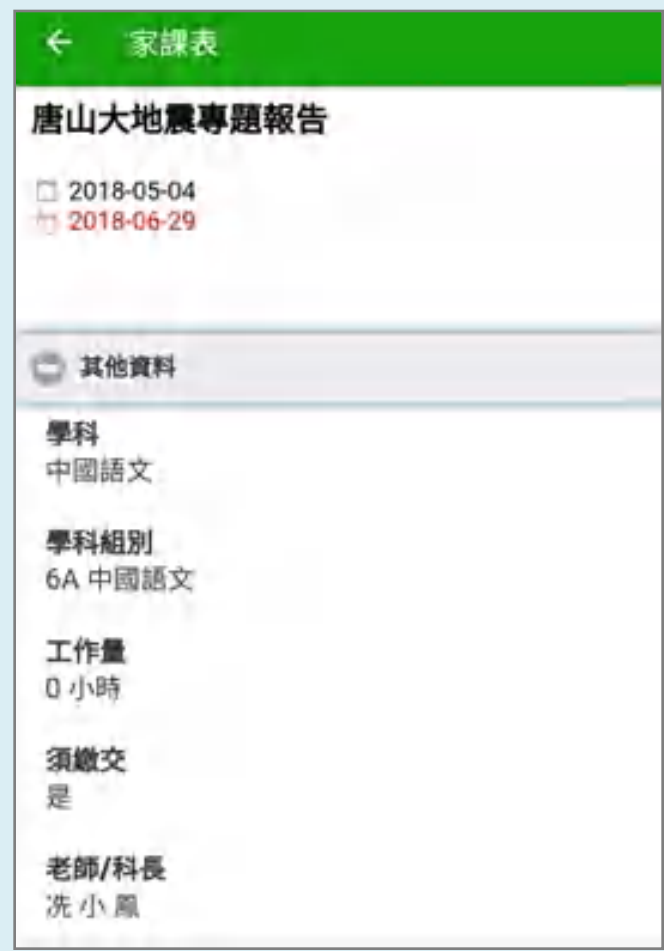 家課表
唐山大地震專題報告
2018-05-04
2018-06-29
其他資料
學科
中國語文
學科組別
6A 中國語文
工作量
0 小時
須繳交
是
老師/科長
冼 小 鳳